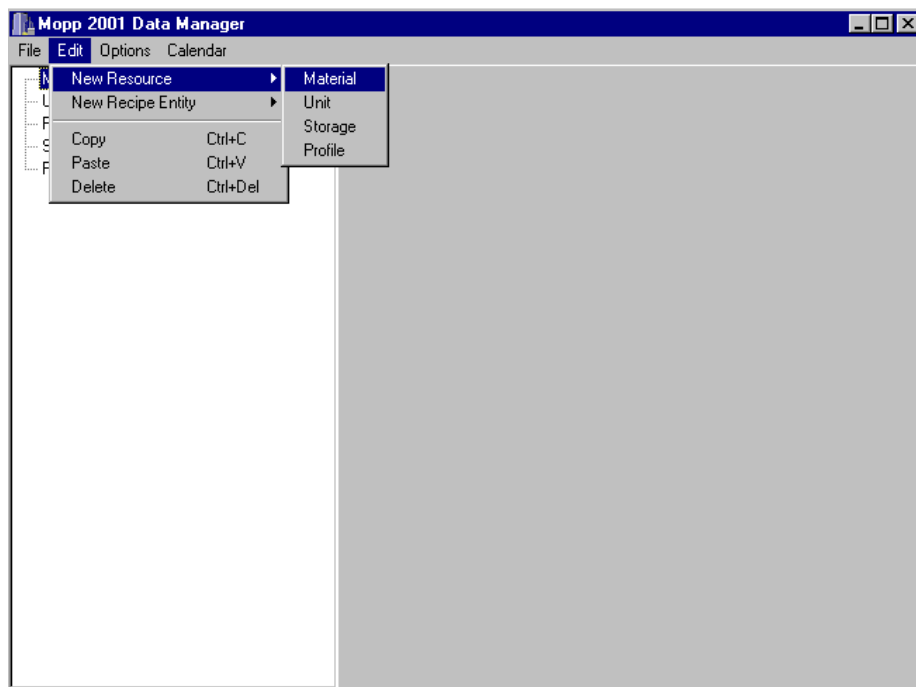 Mopp 2001 Data Manager
File Edit Options Calendar
New Resource
New Recipe Entity
Copy Ctrl+C
Paste Ctrl+V
Delete Ctrl+Del
Material
Unit
Storage
Profile